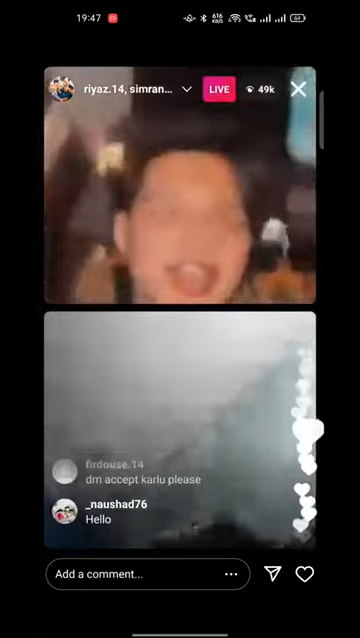 19:47
616
KB/S
64
riyaz.14, simran...
LIVE
49k
firdouse.14
dm accept karlu please
_naushad76
Hello
Add a comment...